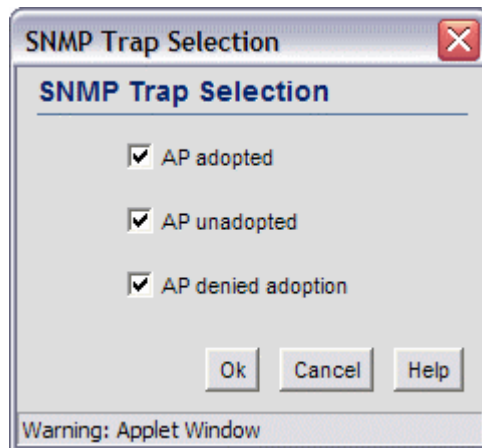 SNMP Trap Selection
SNMP Trap Selection
AP adopted
AP unadopted
AP denied adoption
Ok Cancel Help
Warning: Applet Window